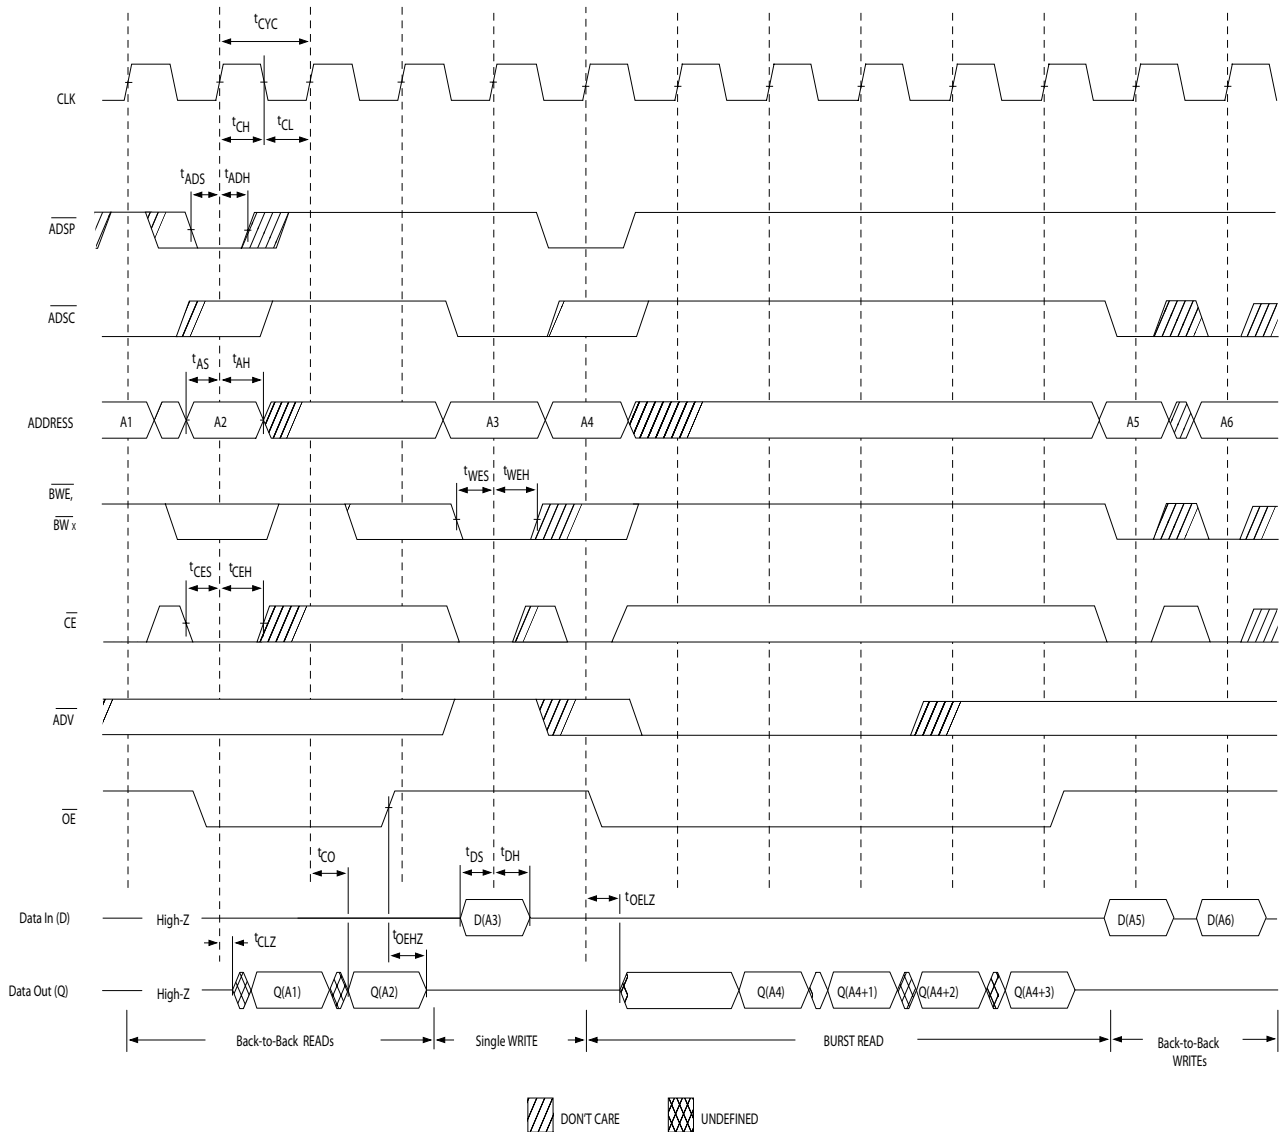 tCYC
CLK
tCH
tCL
tADS
tADH
ADSP
ADSC
tAS
tAH
ADDRESS
A1
A2
A3
A4
A5
A6
tWES
tWEH
BWE,
BW x
tCES
tCEH
CE
ADV
OE
tCO
tDS
tDH
tOELZ
Data In (D)
High-Z
D(A3)
D(A5)
D(A6)
tCLZ
tOEHZ
Data Out (Q)
High-Z
Q(A1)
Q(A2)
Q(A4)
Q(A4+1)
Q(A4+2)
Q(A4+3)
Back-to-Back READs
Single WRITE
BURST READ
Back-to-Back
WRITEs
DON'T CARE
UNDEFINED